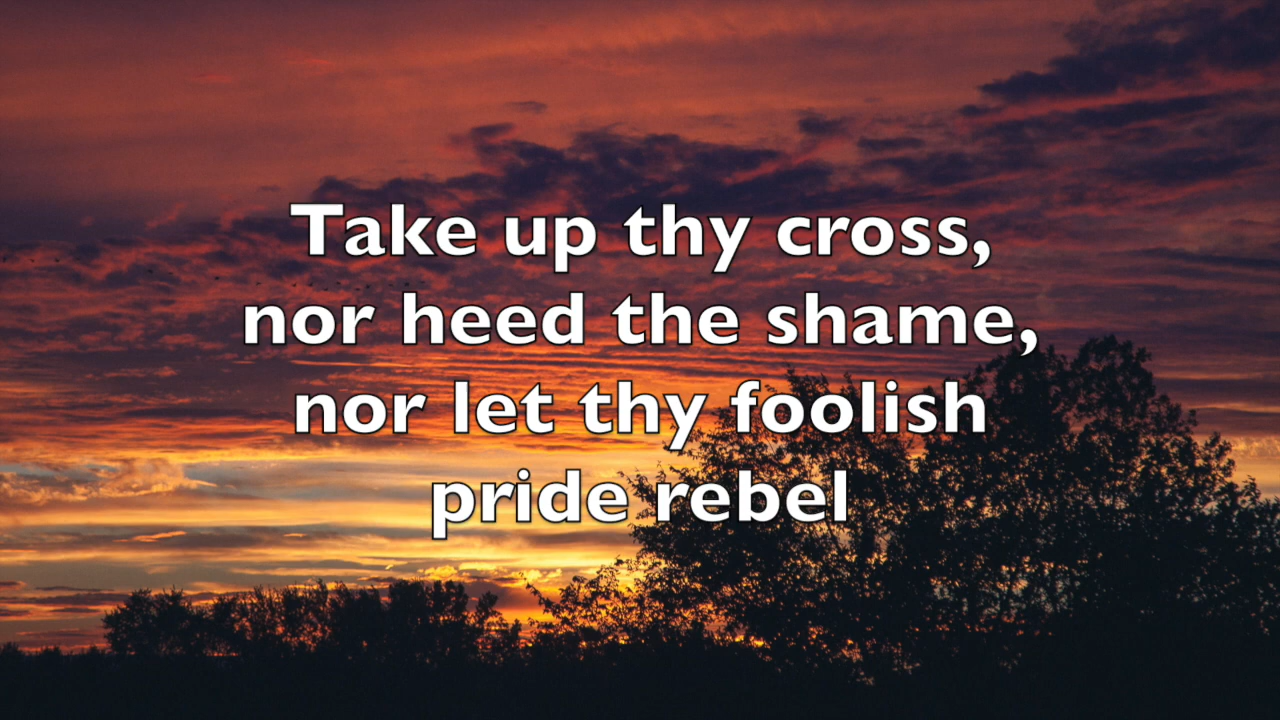 Take up thy cross,
nor heed the shame,
nor let thy foolish
pride rebel